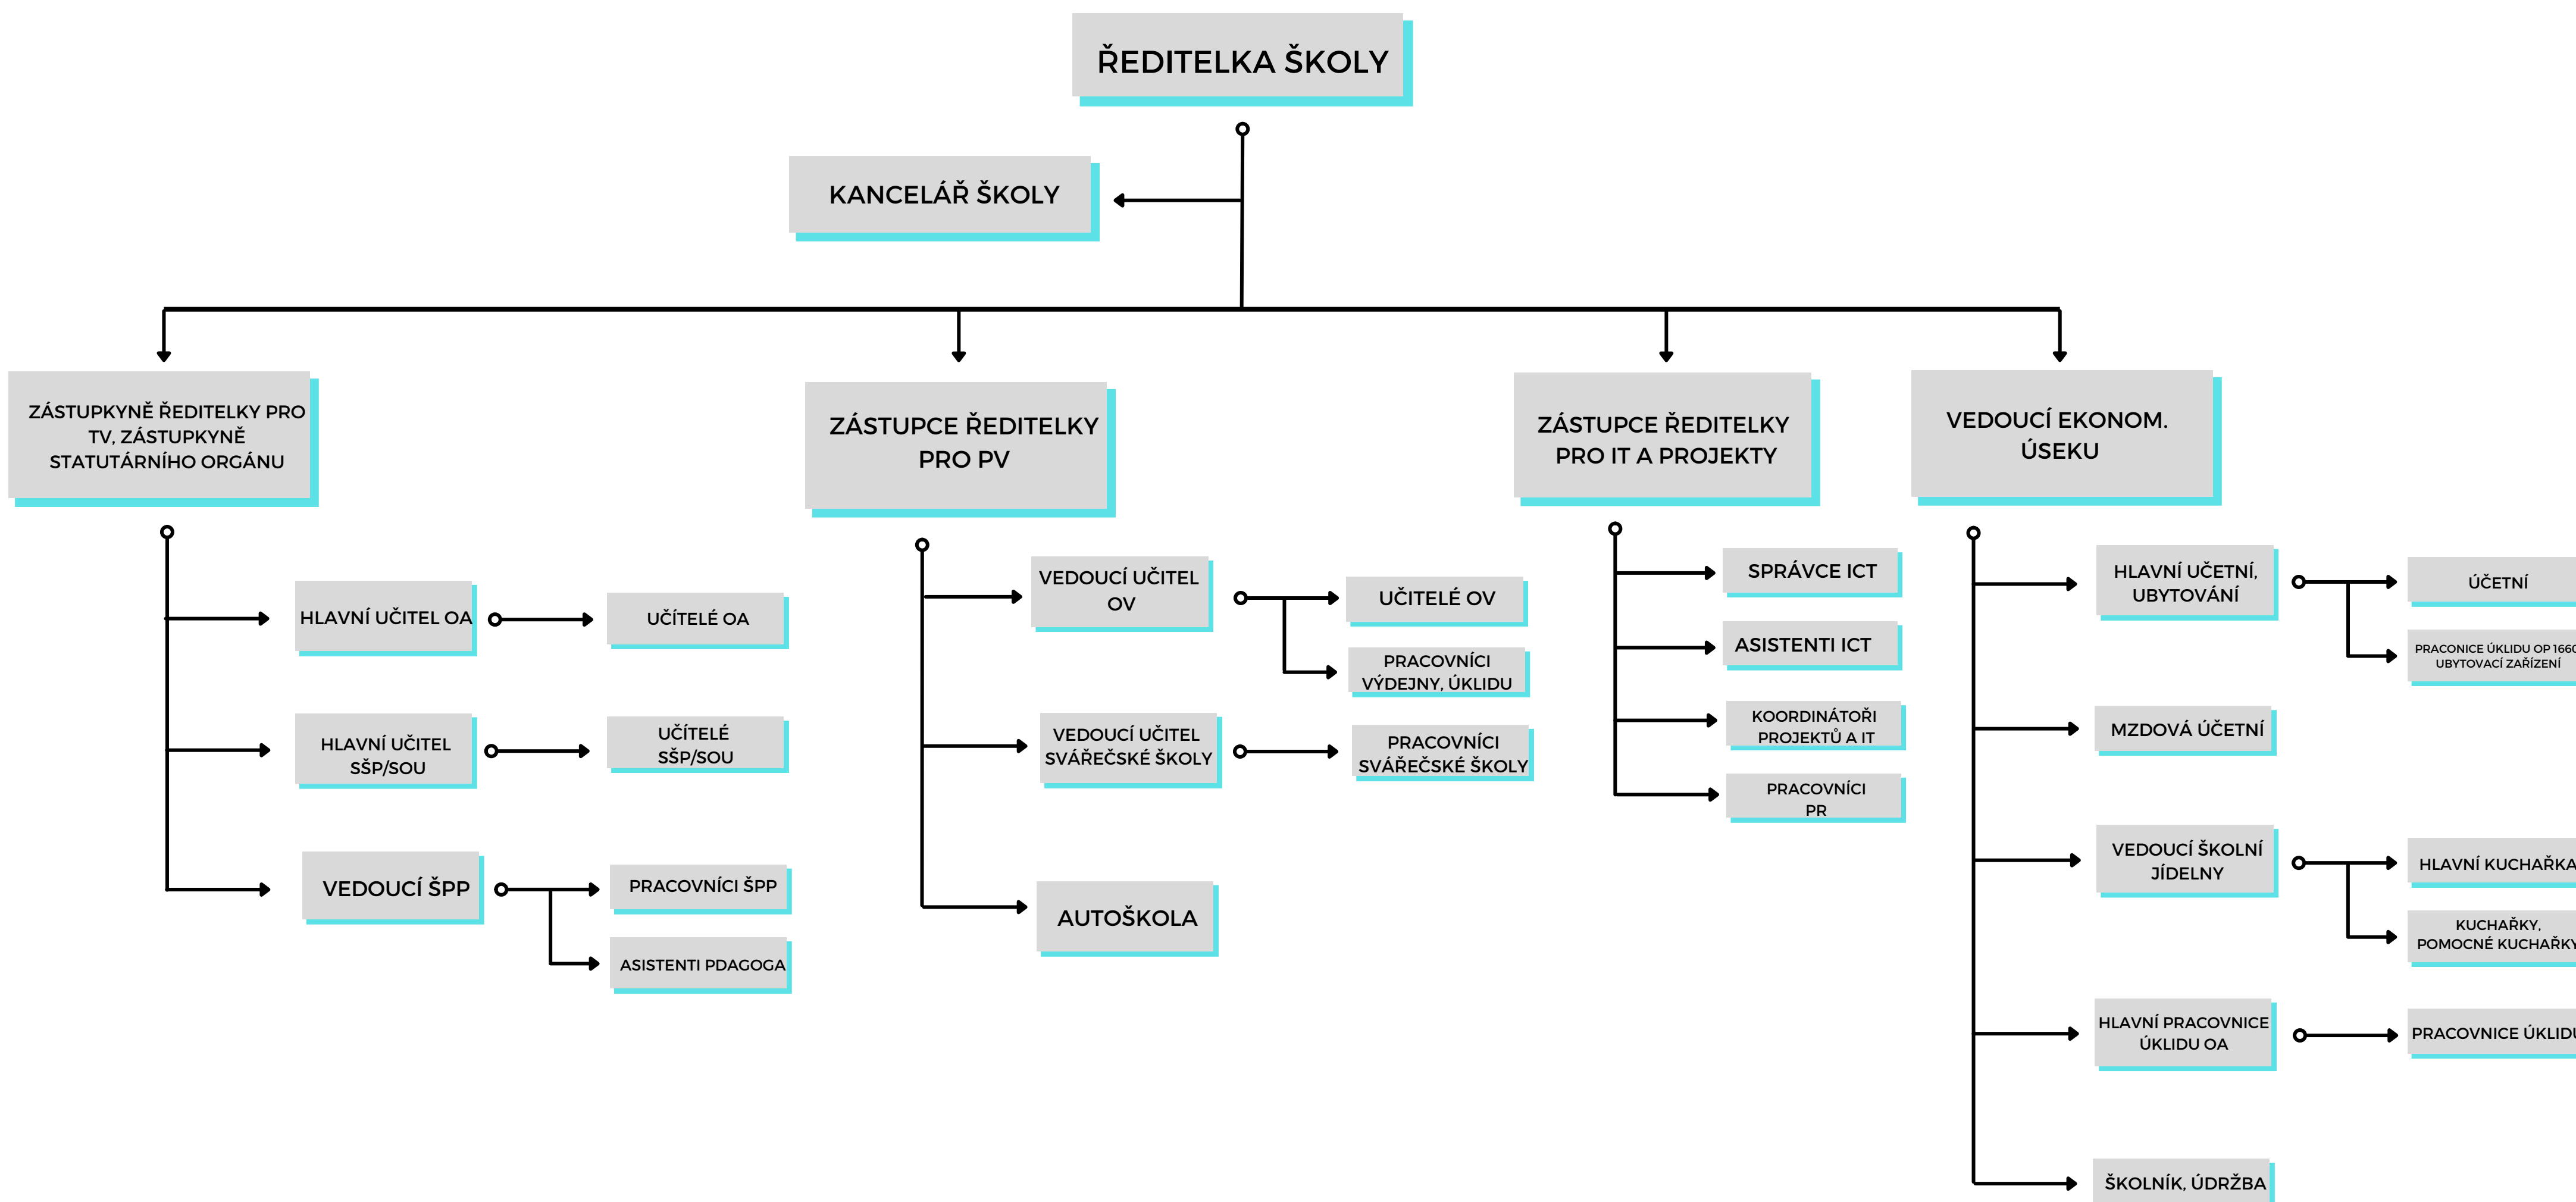 ŘEDITELKA ŠKOLY
KANCELÁŘ ŠKOLY
ZÁSTUPKYNĚ ŘEDITELKY PRO
TV, ZÁSTUPKYNĚ
STATUTÁRNÍHO ORGÁNU
HLAVNÍ UČITEL OA
UČÍTELÉ OA
HLAVNÍ UČITEL
SŠP/SOU
UČÍTELÉ
SŠP/SOU
VEDOUCÍ ŠPP
PRACOVNÍCI ŠPP
ASISTENTI PDAGOGA
ZÁSTUPCE ŘEDITELKY
PRO PV
VEDOUCÍ UČITEL
OV
UČITELÉ OV
PRACOVNÍCI
VÝDEJNY, ÚKLIDU
VEDOUCÍ UČITEL
SVÁŘEČSKÉ ŠKOLY
PRACOVNÍCI
SVÁŘEČSKÉ ŠKOLY
AUTOŠKOLA
ZÁSTUPCE ŘEDITELKY
PRO IT A PROJEKTY
SPRÁVCE ICT
ASISTENTI ICT
KOORDINÁTOŘI
PROJEKTŮ A IT
PRACOVNÍCI
PR
VEDOUCÍ EKONOM.
ÚSEKU
HLAVNÍ UČETNÍ,
UBYTOVÁNÍ
ÚČETNÍ
PRACONICE ÚKLIDU OP 1660
UBYTOVACÍ ZAŘÍZENÍ
MZDOVÁ ÚČETNÍ
VEDOUCÍ ŠKOLNÍ
JÍDELNY
HLAVNÍ KUCHAŘKA
KUCHAŘKY,
POMOCNÉ KUCHAŘKY
HLAVNÍ PRACOVNICE
ÚKLIDU OA
PRACOVNICE ÚKLIDU
ŠKOLNÍK, ÚDRŽBA